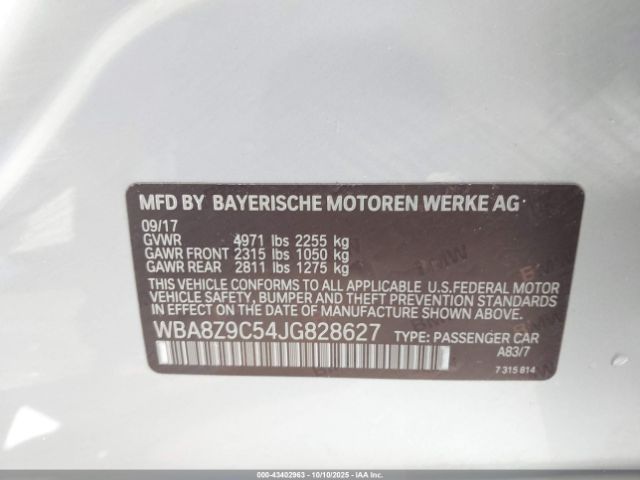 MFD BY BAYERISCHE MOTOREN WERKE AG
09/17
GVWR 4971 lbs 2255 kg
GAWR FRONT 2315 lbs 1050 kg
GAWR REAR 2811 lbs 1275 kg
THIS VEHICLE CONFORMS TO ALL APPLICABLE U.S.FEDERAL MOTOR
VEHICLE SAFETY, BUMPER, AND THEFT PREVENTION STANDARDS
IN EFFECT ON THE DATE OF MANUFACTURE SHOWN ABOVE.
WBA8Z9C54JG828627 TYPE: PASSENGER CAR
A83/7
7 315 814
000-43402963 - 10/10/2025 - IAAI Inc.